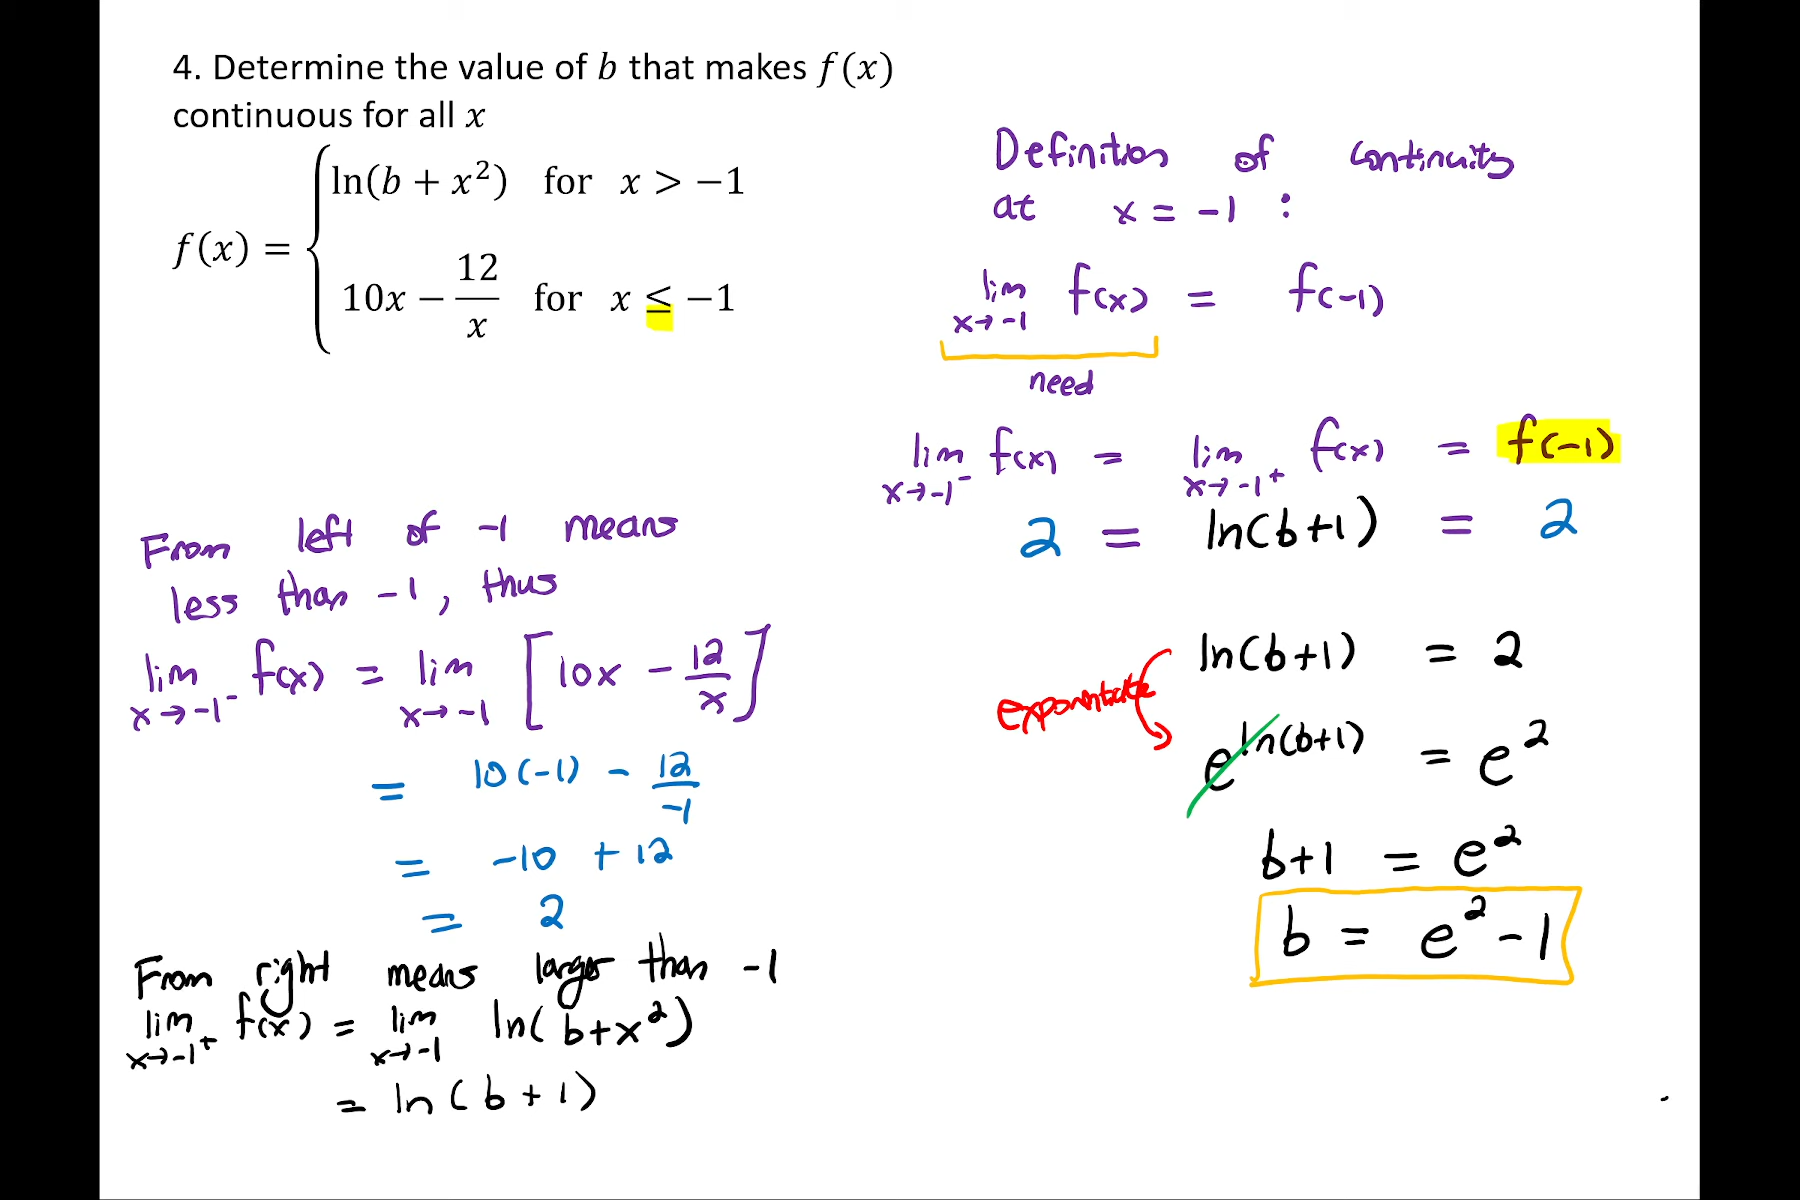 4. Determine the value of b that makes f(x)
continuous for all x
f(x) = { ln(b + x²) for x > −1
10x − 12/x for x ≤ −1
Definition of continuity
at x = -1 :
lim x→-1 f(x) = f(-1)
need
lim x→-1⁻ f(x) = lim x→-1⁺ f(x) = f(-1)
2 = ln(b+1) = 2
ln(b+1) = 2
exponentiate
e^ln(b+1) = e²
b+1 = e²
b = e² - 1
From left of -1 means
less than -1, thus
lim x→-1⁻ f(x) = lim x→-1 [10x - 12/x]
= 10(-1) - 12/-1
= -10 + 12
= 2
From right means larger than -1
lim x→-1⁺ f(x) = lim x→-1 ln(b+x²)
= ln(b+1)